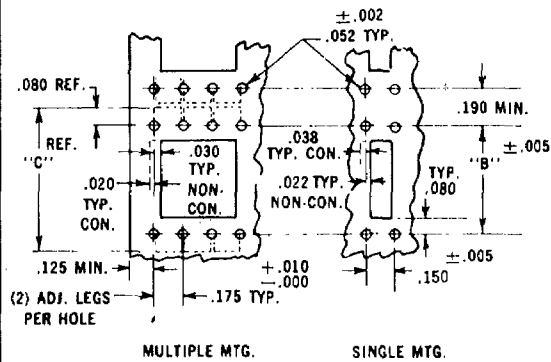 ±.002
.052 TYP.
.080 REF.
.190 MIN.
"C"
REF.
.030
TYP.
NON-
CON.
.038
TYP. CON.
±.005
"B"
.020
TYP.
CON.
.022 TYP.
NON-CON.
TYP.
.080
.125 MIN.
+.010
-.000
±.005
.150
(2) ADJ. LEGS
PER HOLE
.175 TYP.
MULTIPLE MTG.
SINGLE MTG.